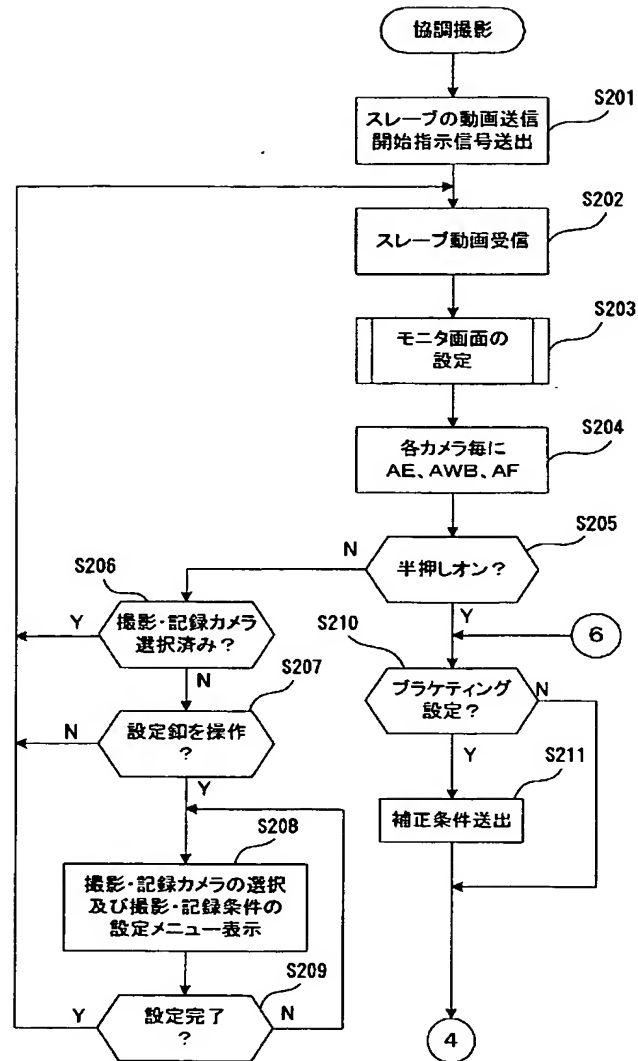 協調撮影
S201
スレーブの動画送信
開始指示信号送出
S202
スレーブ動画受信
S203
モニタ画面の
設定
S204
各カメラ毎に
AE、AWB、AF
S205
半押しオン？
N
Y
S206
撮影・記録カメラ
選択済み？
Y
N
S207
設定釦を操作
？
N
Y
S208
撮影・記録カメラの選択
及び撮影・記録条件の
設定メニュー表示
S209
設定完了
？
Y
N
6
S210
ブラケティング
設定？
N
Y
S211
補正条件送出
4